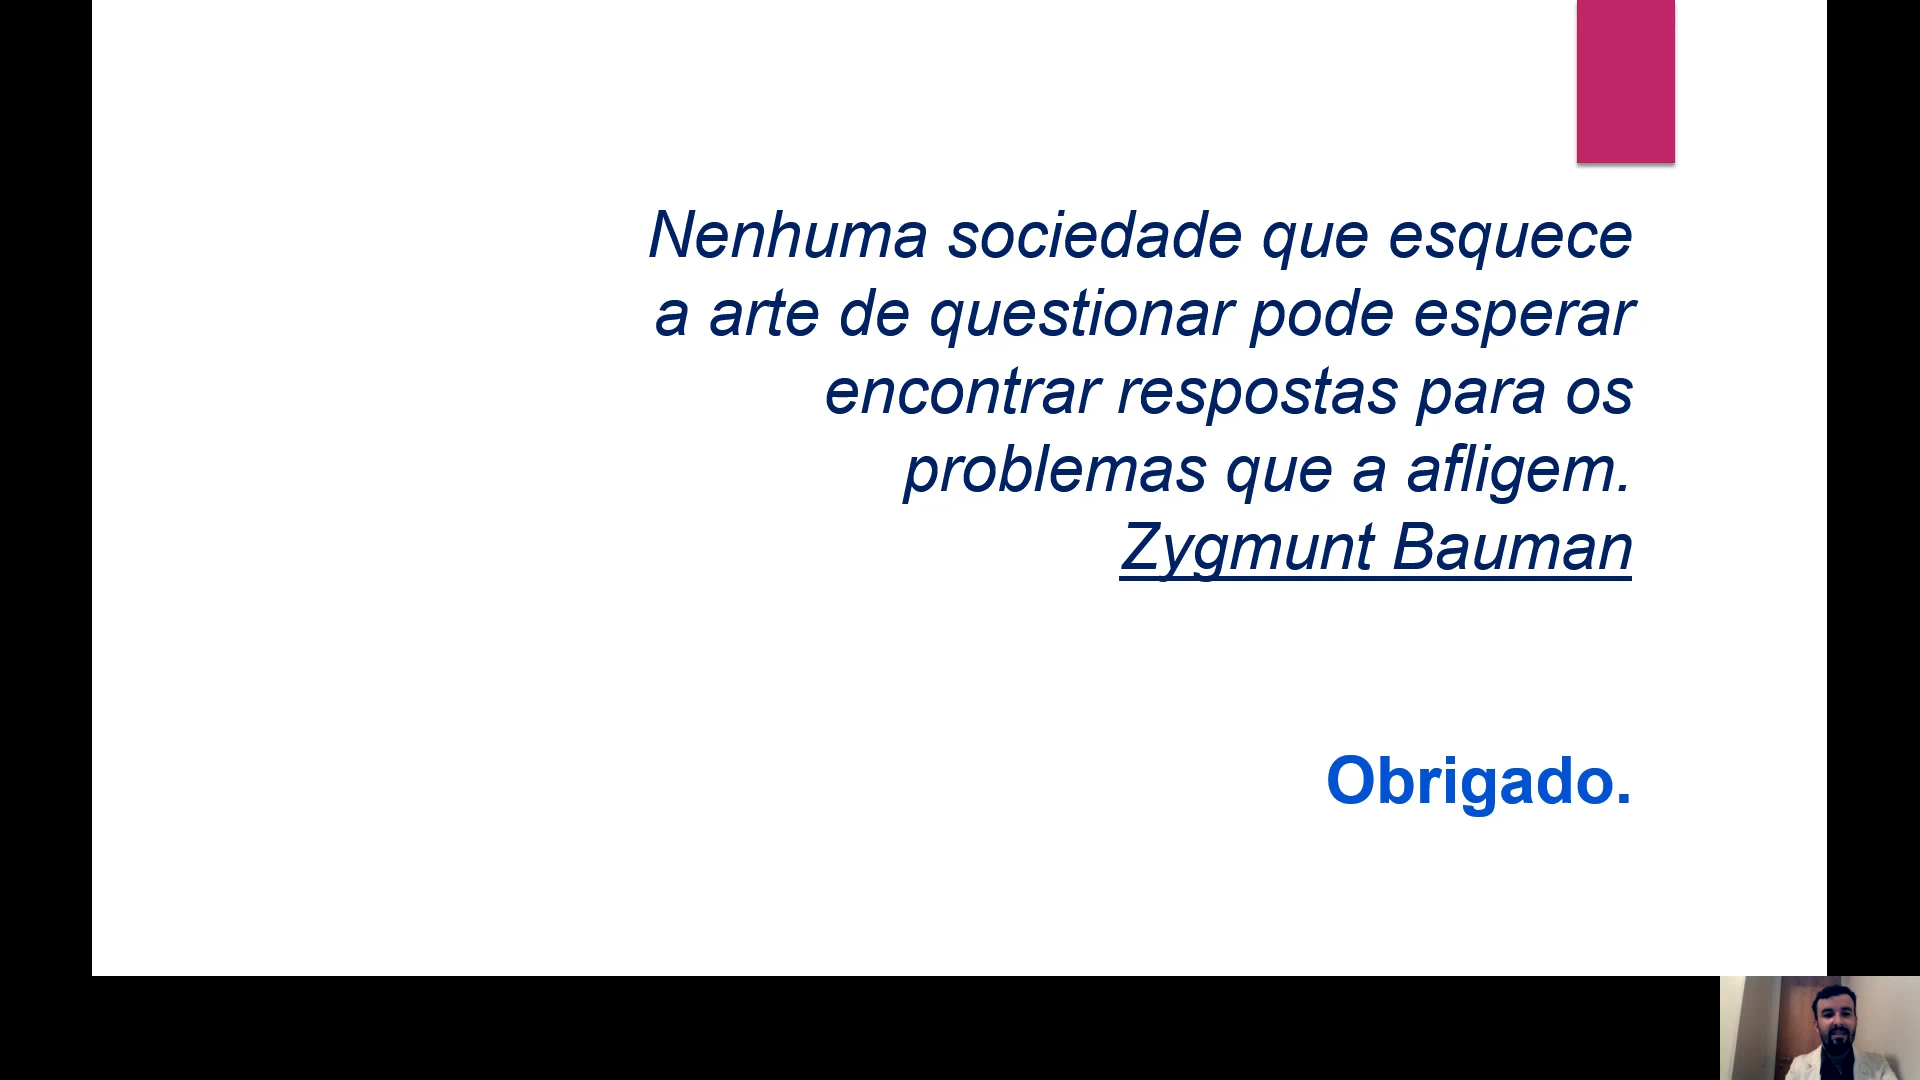 Nenhuma sociedade que esquece
a arte de questionar pode esperar
encontrar respostas para os
problemas que a afligem.
Zygmunt Bauman
Obrigado.